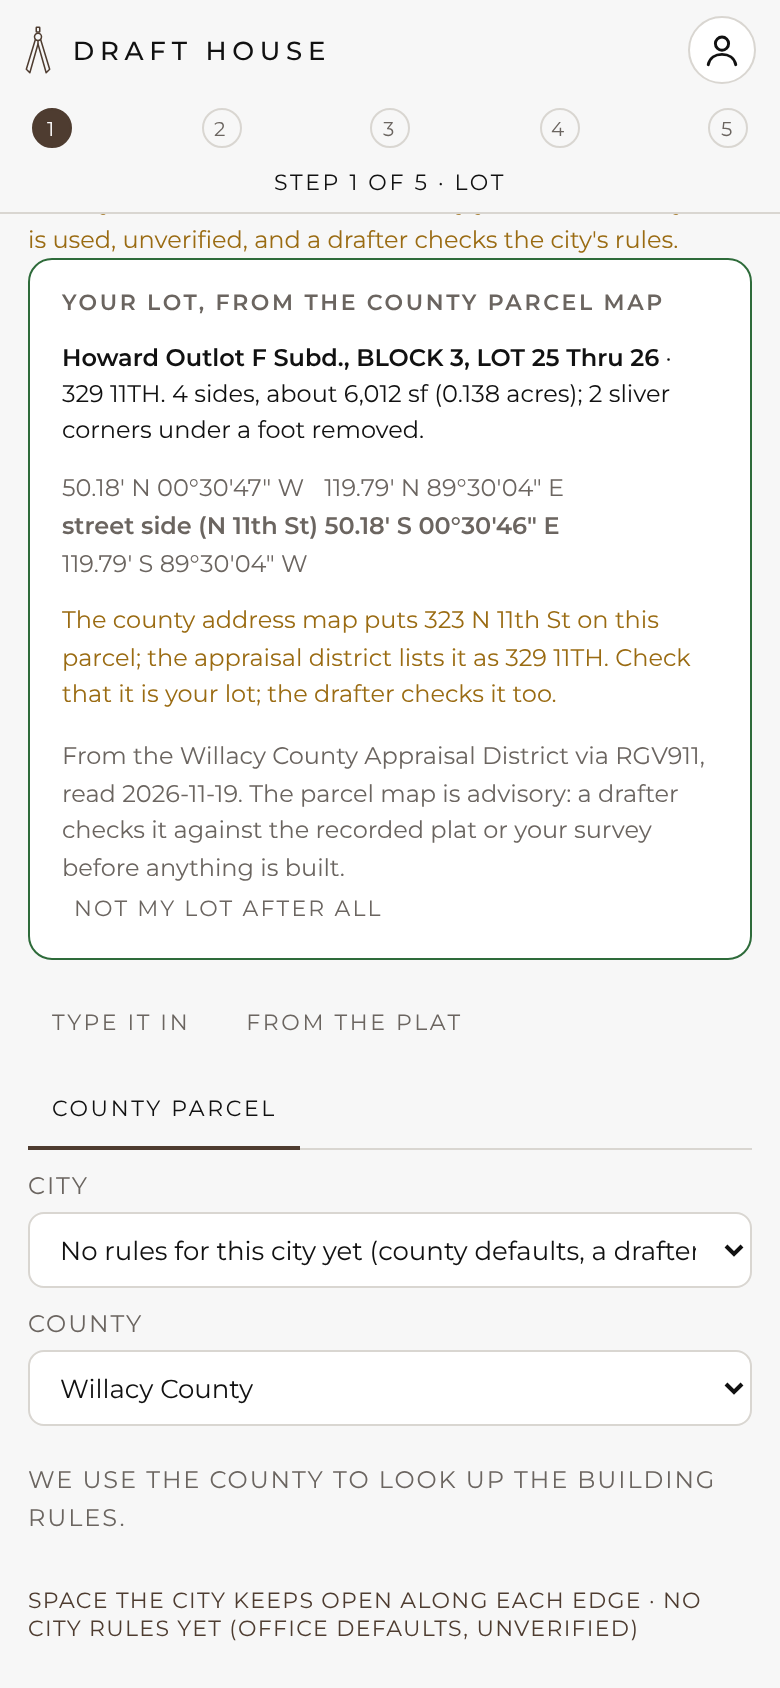 DRAFT HOUSE
1 2 3 4 5
STEP 1 OF 5 · LOT
is used, unverified, and a drafter checks the city's rules.
YOUR LOT, FROM THE COUNTY PARCEL MAP
Howard Outlot F Subd., BLOCK 3, LOT 25 Thru 26 ·
329 11TH. 4 sides, about 6,012 sf (0.138 acres); 2 sliver
corners under a foot removed.
50.18' N 00°30'47" W 119.79' N 89°30'04" E
street side (N 11th St) 50.18' S 00°30'46" E
119.79' S 89°30'04" W
The county address map puts 323 N 11th St on this
parcel; the appraisal district lists it as 329 11TH. Check
that it is your lot; the drafter checks it too.
From the Willacy County Appraisal District via RGV911,
read 2026-11-19. The parcel map is advisory: a drafter
checks it against the recorded plat or your survey
before anything is built.
NOT MY LOT AFTER ALL
TYPE IT IN FROM THE PLAT
COUNTY PARCEL
CITY
No rules for this city yet (county defaults, a drafter
COUNTY
Willacy County
WE USE THE COUNTY TO LOOK UP THE BUILDING
RULES.
SPACE THE CITY KEEPS OPEN ALONG EACH EDGE · NO
CITY RULES YET (OFFICE DEFAULTS, UNVERIFIED)